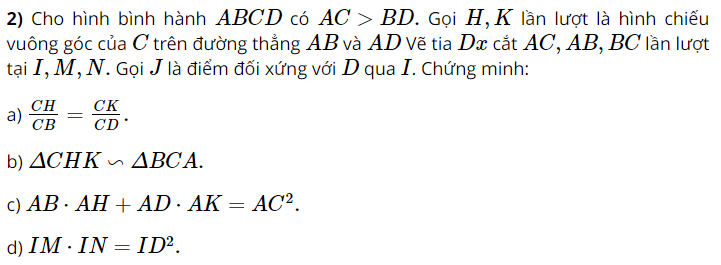 2) Cho hình bình hành ABCD có AC > BD. Gọi H, K lần lượt là hình chiếu
vuông góc của C trên đường thẳng AB và AD Vẽ tia Dx cắt AC, AB, BC lần lượt
tại I, M, N. Gọi J là điểm đối xứng với D qua I. Chứng minh:
a) CH/CB = CK/CD.
b) ΔCHK ∽ ΔBCA.
c) AB · AH + AD · AK = AC².
d) IM · IN = ID².